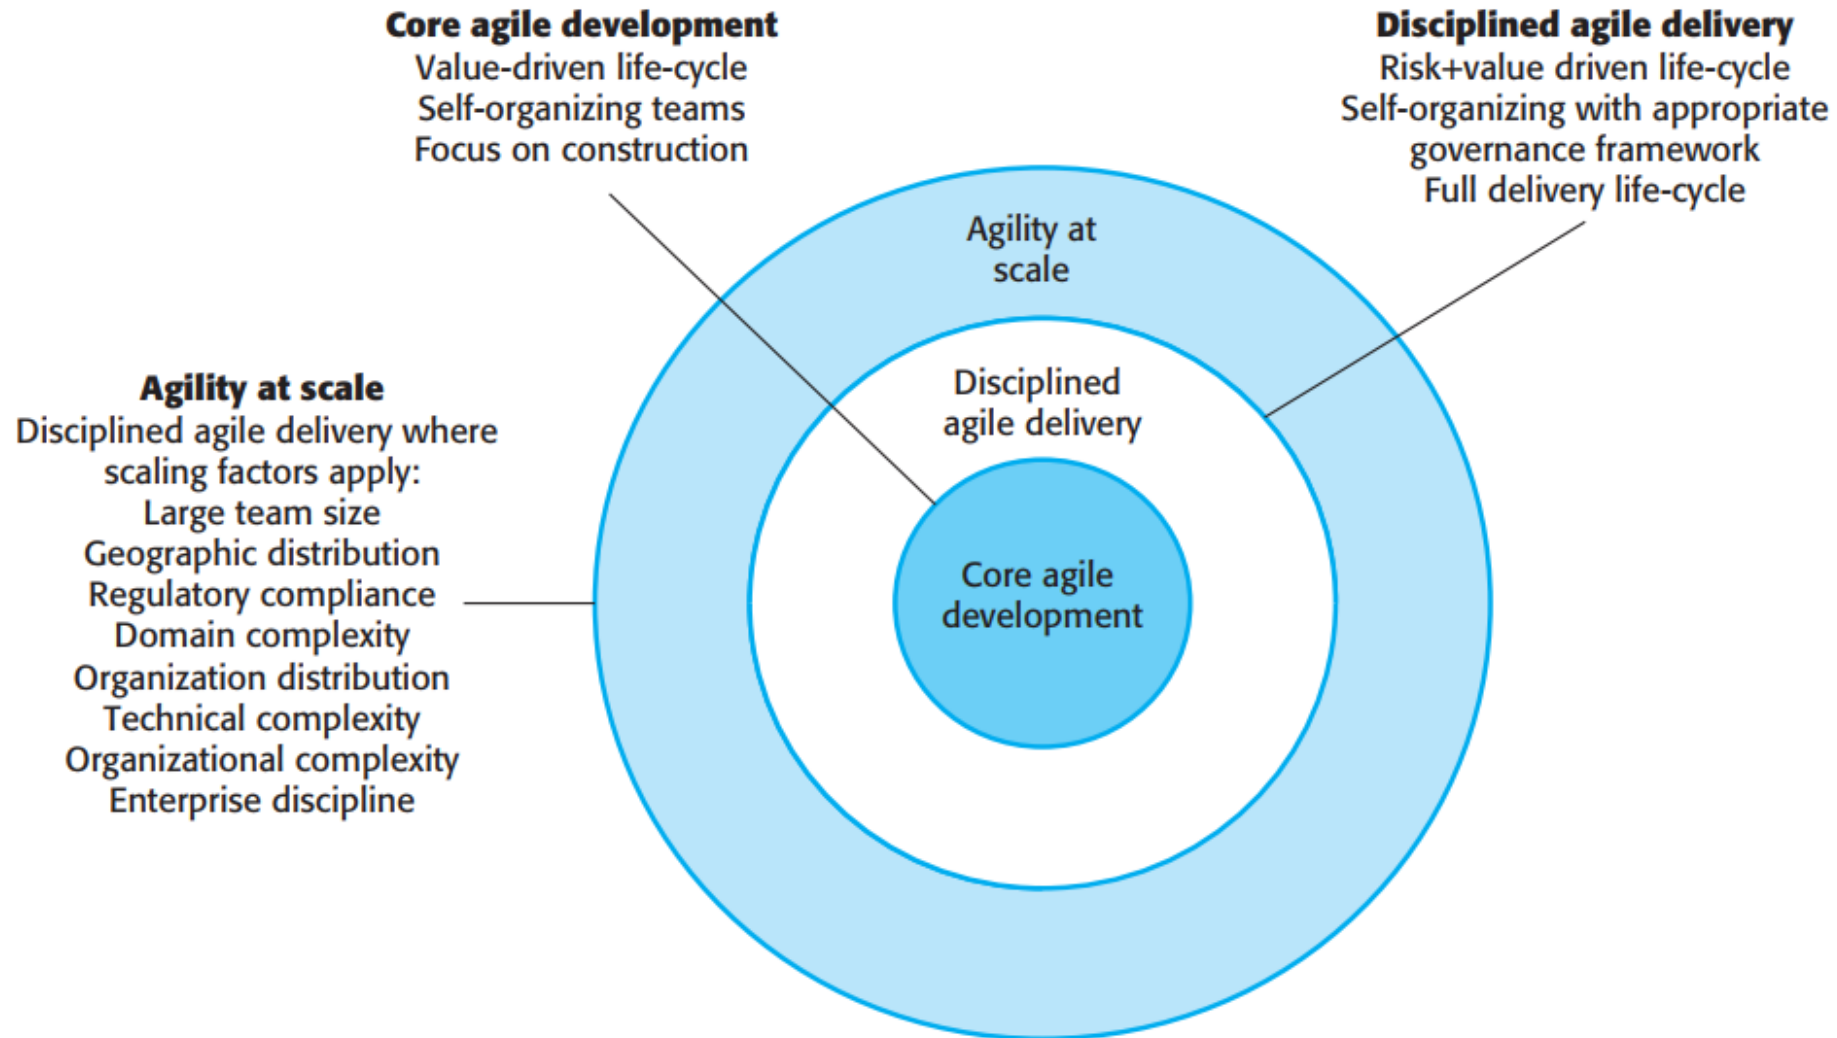 Core agile development
Value-driven life-cycle
Self-organizing teams
Focus on construction
Disciplined agile delivery
Risk+value driven life-cycle
Self-organizing with appropriate
governance framework
Full delivery life-cycle
Agility at
scale
Disciplined
agile delivery
Core agile
development
Agility at scale
Disciplined agile delivery where
scaling factors apply:
Large team size
Geographic distribution
Regulatory compliance
Domain complexity
Organization distribution
Technical complexity
Organizational complexity
Enterprise discipline